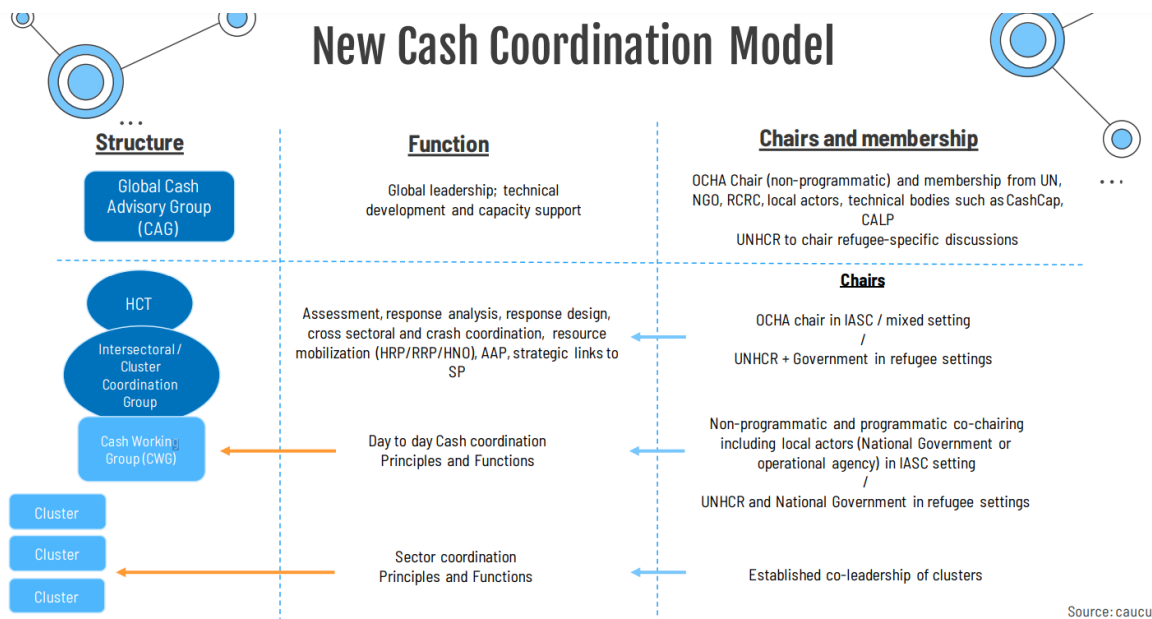 New Cash Coordination Model
...
Structure
Function
Chairs and membership
Global Cash
Advisory Group
(CAG)
Global leadership; technical
development and capacity support
OCHA Chair (non-programmatic) and membership from UN,
NGO, RCRC, local actors, technical bodies such as CashCap,
CALP
UNHCR to chair refugee-specific discussions
...
HCT
Intersectoral /
Cluster
Coordination
Group
Assessment, response analysis, response design,
cross sectoral and crash coordination, resource
mobilization (HRP/RRP/HNO), AAP, strategic links to
SP
Chairs
OCHA chair in IASC / mixed setting
/
UNHCR + Government in refugee settings
Cash Working
Group (CWG)
Day to day Cash coordination
Principles and Functions
Non-programmatic and programmatic co-chairing
including local actors (National Government or
operational agency) in IASC setting
/
UNHCR and National Government in refugee settings
Cluster
Cluster
Cluster
Sector coordination
Principles and Functions
Established co-leadership of clusters
Source: caucu